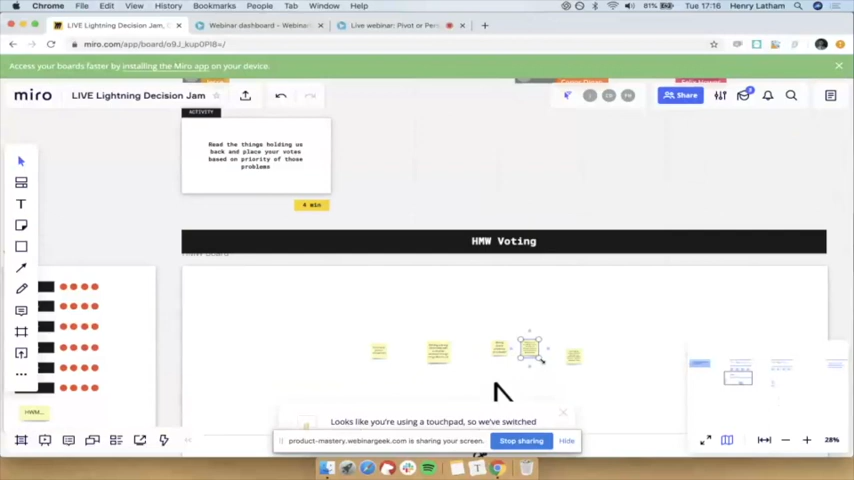 Chrome File Edit View History Bookmarks People Tab Window Help
81% Tue 17:16 Henry Latham
LIVE Lightning Decision Jam,
Webinar dashboard - Webinar
Live webinar: Pivot or Per
miro.com/app/board/o9J_kup0Pl8=/
Access your boards faster by installing the Miro app on your device.
miro LIVE Lightning Decision Jam
Share
ACTIVITY
Read the things holding us
back and place your votes
based on priority of those
problems
4 min
HMW Voting
HMW Board
HMW...
Looks like you're using a touchpad, so we've switched
product-mastery.webinargeek.com is sharing your screen. Stop sharing Hide
28%